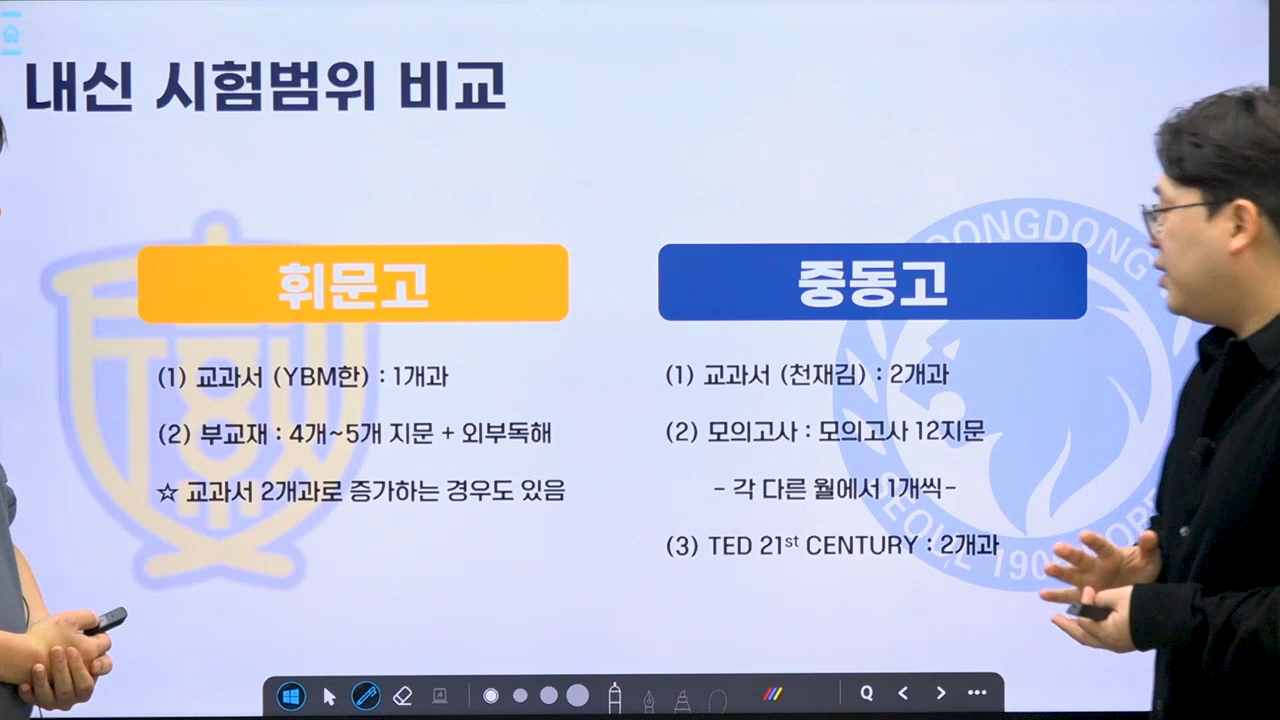 내신 시험범위 비교
휘문고
(1) 교과서 (YBM한) : 1개과
(2) 부교재 : 4개~5개 지문 + 외부독해
☆ 교과서 2개과로 증가하는 경우도 있음
중동고
(1) 교과서 (천재김) : 2개과
(2) 모의고사 : 모의고사 12지문
- 각 다른 월에서 1개씩-
(3) TED 21st CENTURY : 2개과
SEOUL